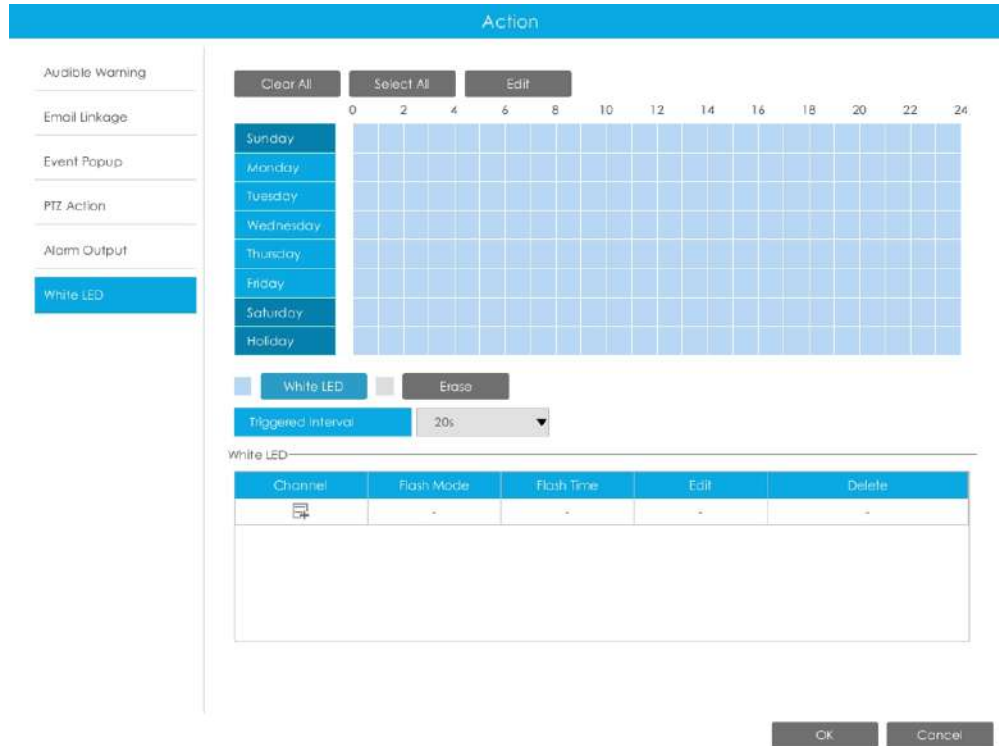 Action
Audible Warning
Email Linkage
Event Popup
PTZ Action
Alarm Output
White LED
Clear All Select All Edit
0 2 4 6 8 10 12 14 16 18 20 22 24
Sunday
Monday
Tuesday
Wednesday
Thursday
Friday
Saturday
Holiday
White LED Erase
Triggered Interval 20s
White LED
Channel Flash Mode Flash Time Edit Delete
- - - -
OK Cancel